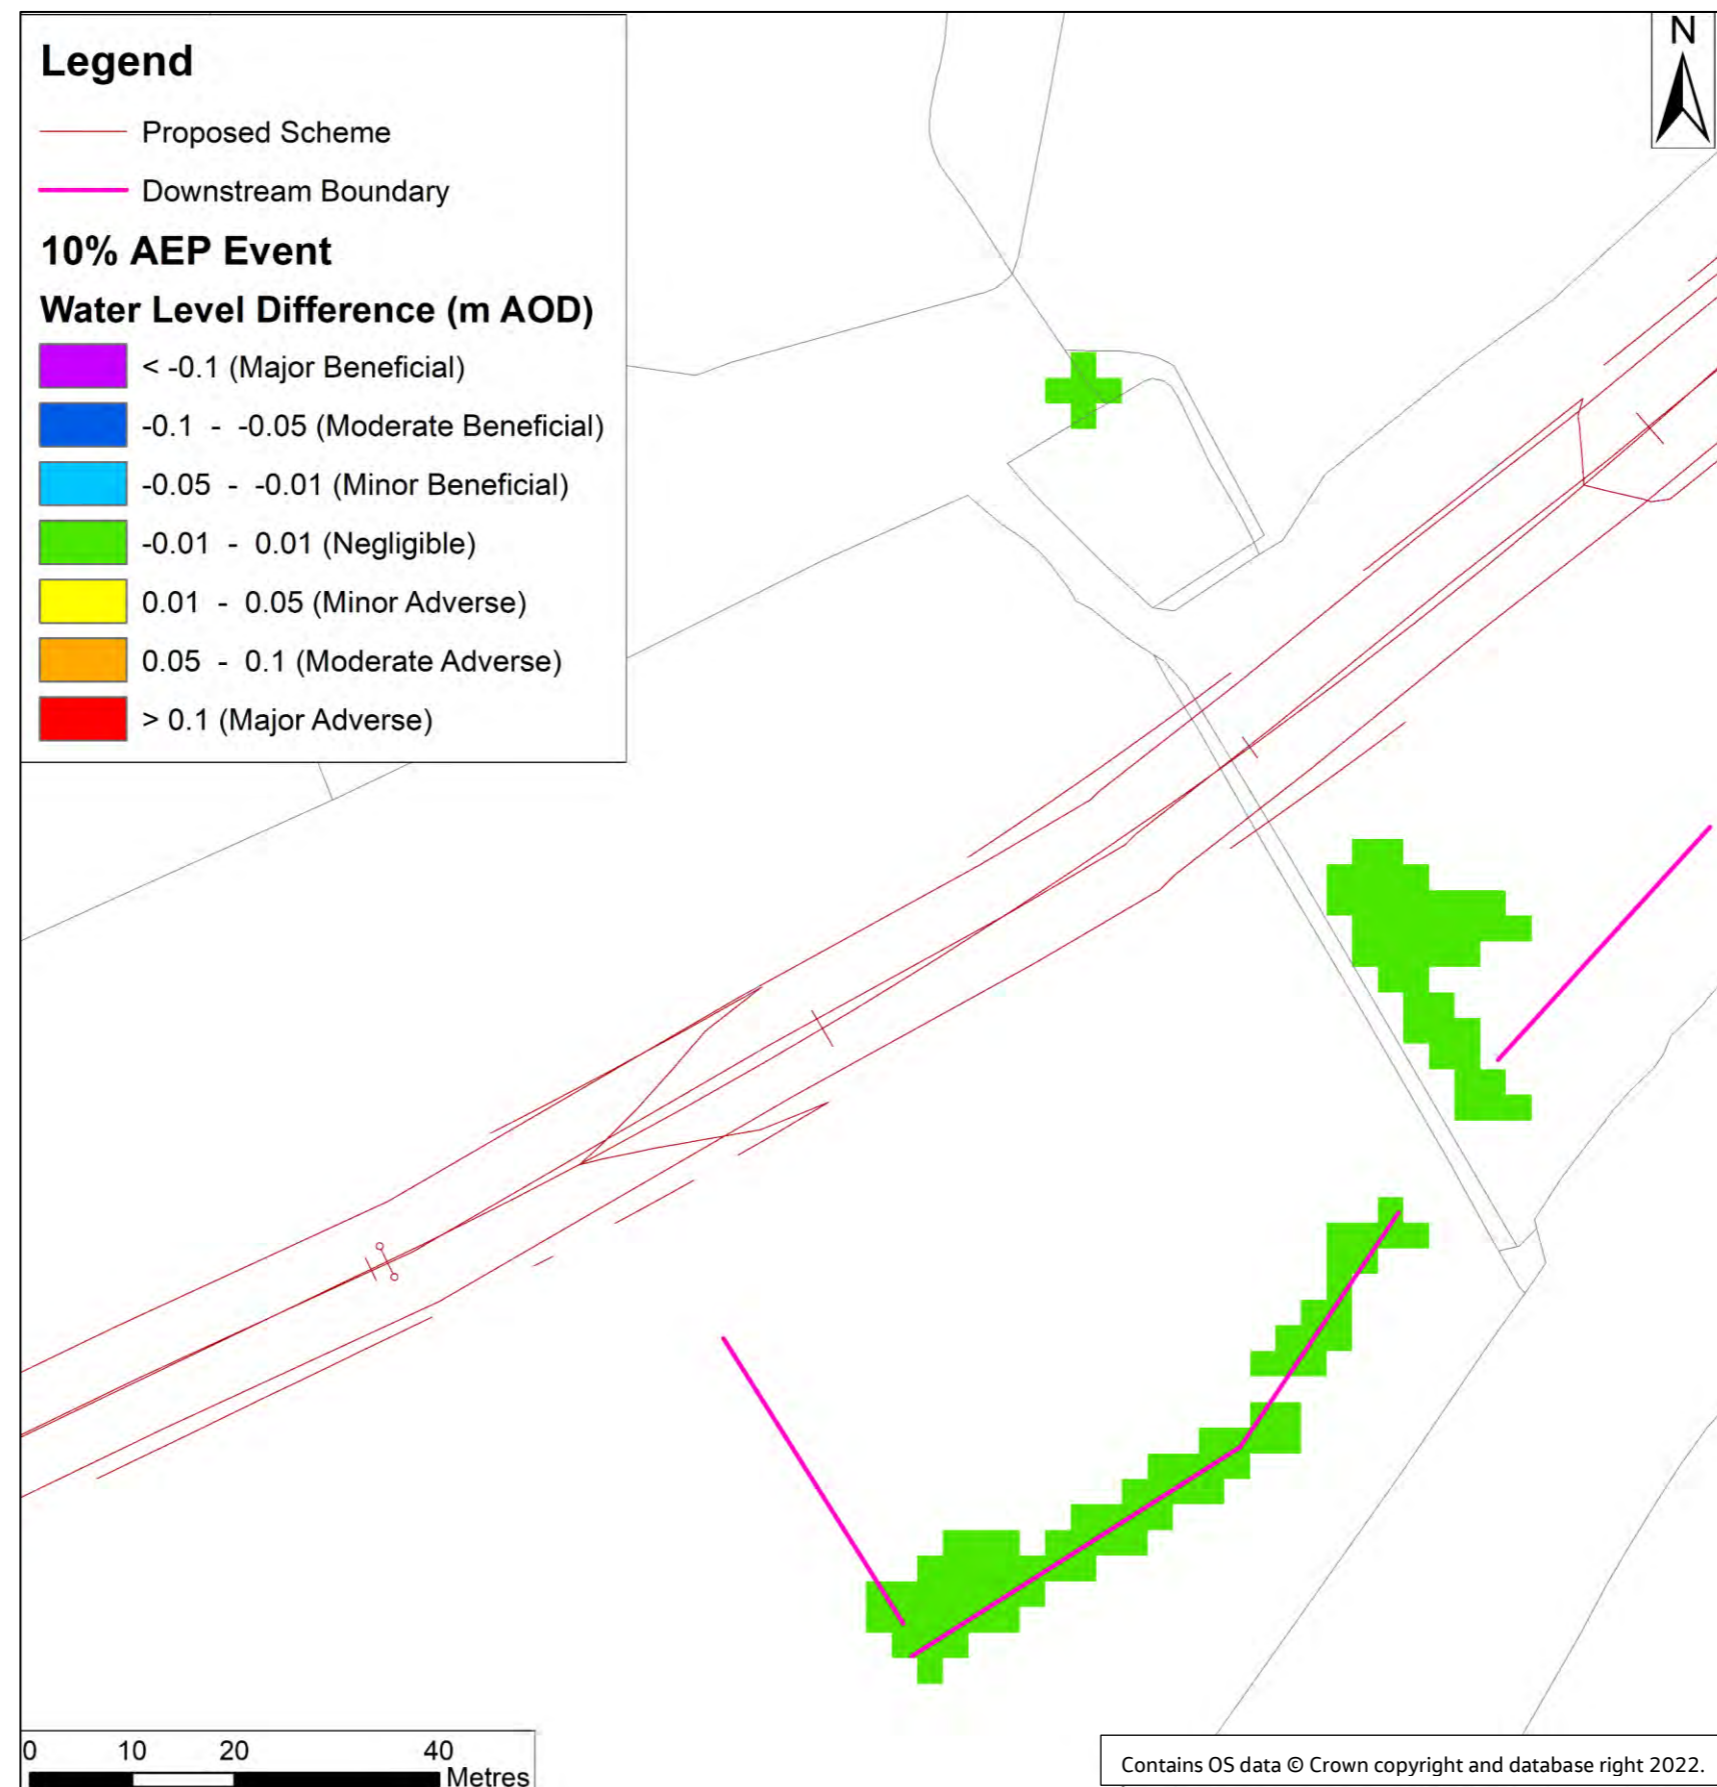 Legend
Proposed Scheme
Downstream Boundary
10% AEP Event
Water Level Difference (m AOD)
< -0.1 (Major Beneficial)
-0.1 - -0.05 (Moderate Beneficial)
-0.05 - -0.01 (Minor Beneficial)
-0.01 - 0.01 (Negligible)
0.01 - 0.05 (Minor Adverse)
0.05 - 0.1 (Moderate Adverse)
> 0.1 (Major Adverse)
N
0 10 20 40
Metres
Contains OS data © Crown copyright and database right 2022.